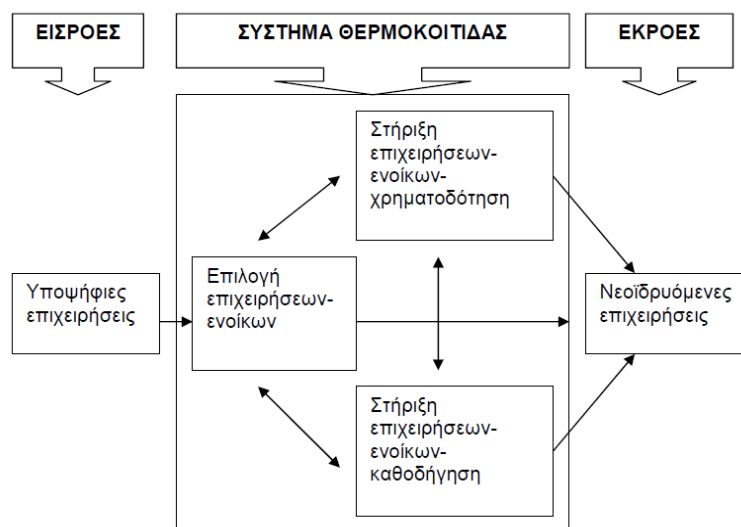 ΕΙΣΡΟΕΣ
ΣΥΣΤΗΜΑ ΘΕΡΜΟΚΟΙΤΙΔΑΣ
ΕΚΡΟΕΣ
Στήριξη
επιχειρήσεων-
ενοίκων-
χρηματοδότηση
Υποψήφιες
επιχειρήσεις
Επιλογή
επιχειρήσεων-
ενοίκων
Νεοϊδρυόμενες
επιχειρήσεις
Στήριξη
επιχειρήσεων-
ενοίκων-
καθοδήγηση